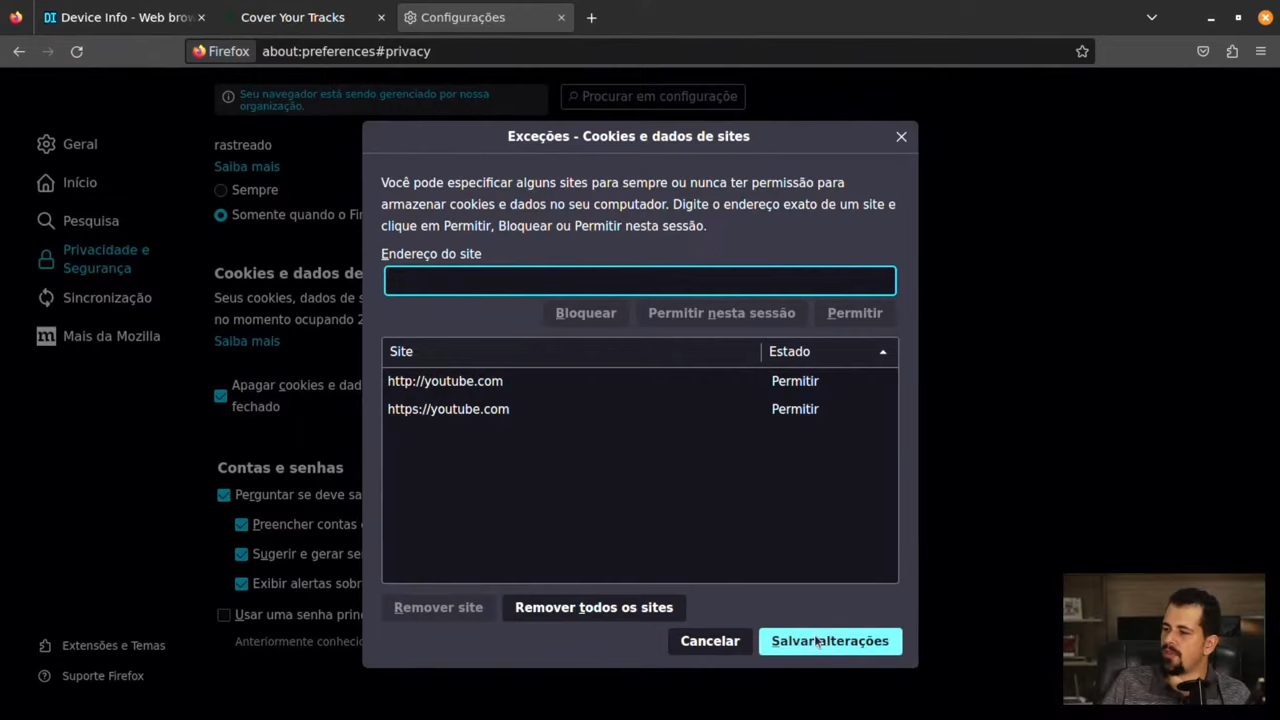 Device Info - Web brow
Cover Your Tracks
Configurações
Firefox
about:preferences#privacy
Seu navegador está sendo gerenciado por nossa
organização.
Procurar em configuraçõe
Geral
Início
Pesquisa
Privacidade e
Segurança
Sincronização
Mais da Mozilla
Extensões e Temas
Suporte Firefox
rastreado
Saiba mais
Sempre
Somente quando o Fi
Cookies e dados de
Seus cookies, dados de s
no momento ocupando 2
Saiba mais
Apagar cookies e dad
fechado
Contas e senhas
Perguntar se deve sa
Preencher contas
Sugerir e gerar se
Exibir alertas sobr
Usar uma senha prin
Anteriormente conhecid
Exceções - Cookies e dados de sites
Você pode especificar alguns sites para sempre ou nunca ter permissão para
armazenar cookies e dados no seu computador. Digite o endereço exato de um site e
clique em Permitir, Bloquear ou Permitir nesta sessão.
Endereço do site
Bloquear
Permitir nesta sessão
Permitir
Site
Estado
http://youtube.com
Permitir
https://youtube.com
Permitir
Remover site
Remover todos os sites
Cancelar
Salvar alterações